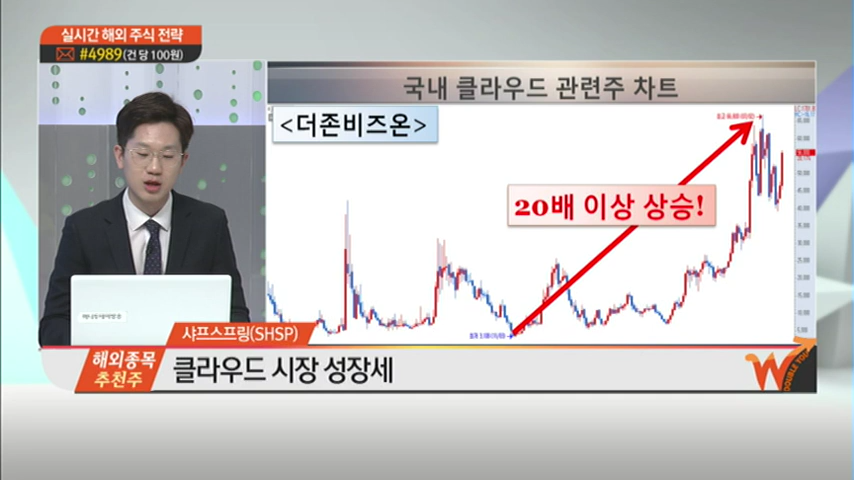 실시간 해외 주식 전략
#4989(건 당 100원)
국내 클라우드 관련주 차트
<더존비즈온>
20배 이상 상승!
샤프스프링(SHSP)
해외종목
추천주
클라우드 시장 성장세
W
DOUBLE YOU